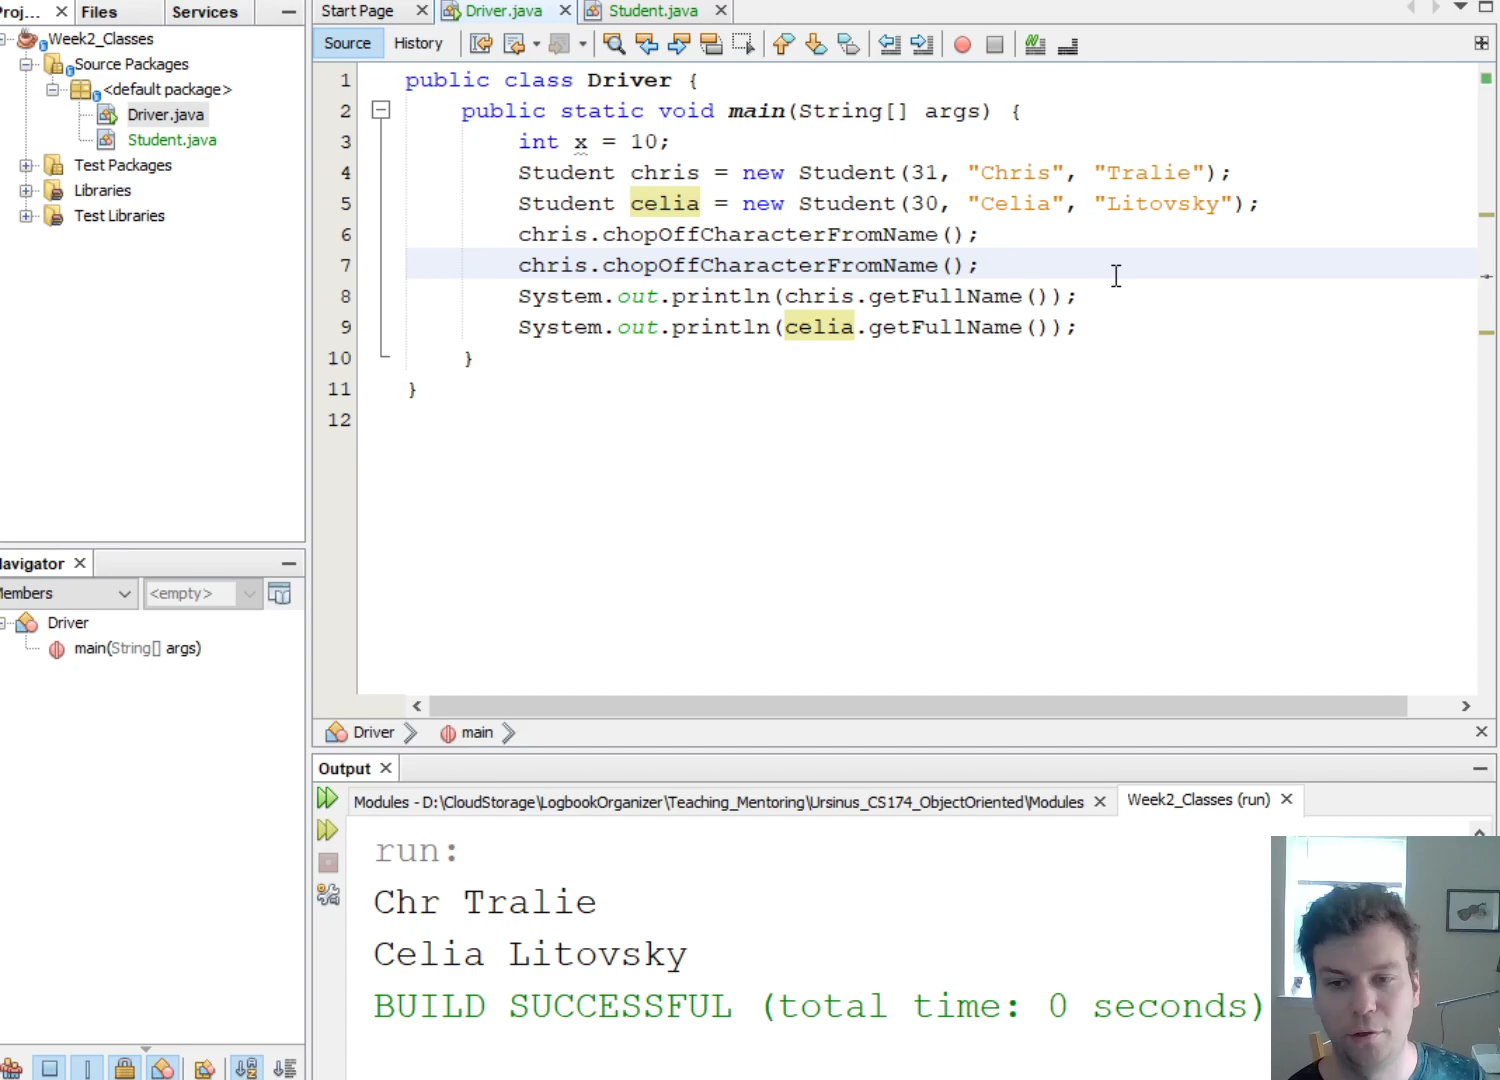 Proj... Files Services
Week2_Classes
Source Packages
<default package>
Driver.java
Student.java
Test Packages
Libraries
Test Libraries
Navigator
Members <empty>
Driver
main(String[] args)
Start Page Driver.java Student.java
Source History
1 public class Driver {
2 public static void main(String[] args) {
3 int x = 10;
4 Student chris = new Student(31, "Chris", "Tralie");
5 Student celia = new Student(30, "Celia", "Litovsky");
6 chris.chopOffCharacterFromName();
7 chris.chopOffCharacterFromName();
8 System.out.println(chris.getFullName());
9 System.out.println(celia.getFullName());
10 }
11 }
12
Driver main
Output
Modules - D:\CloudStorage\LogbookOrganizer\Teaching_Mentoring\Ursinus_CS174_ObjectOriented\Modules Week2_Classes (run)
run:
Chr Tralie
Celia Litovsky
BUILD SUCCESSFUL (total time: 0 seconds)